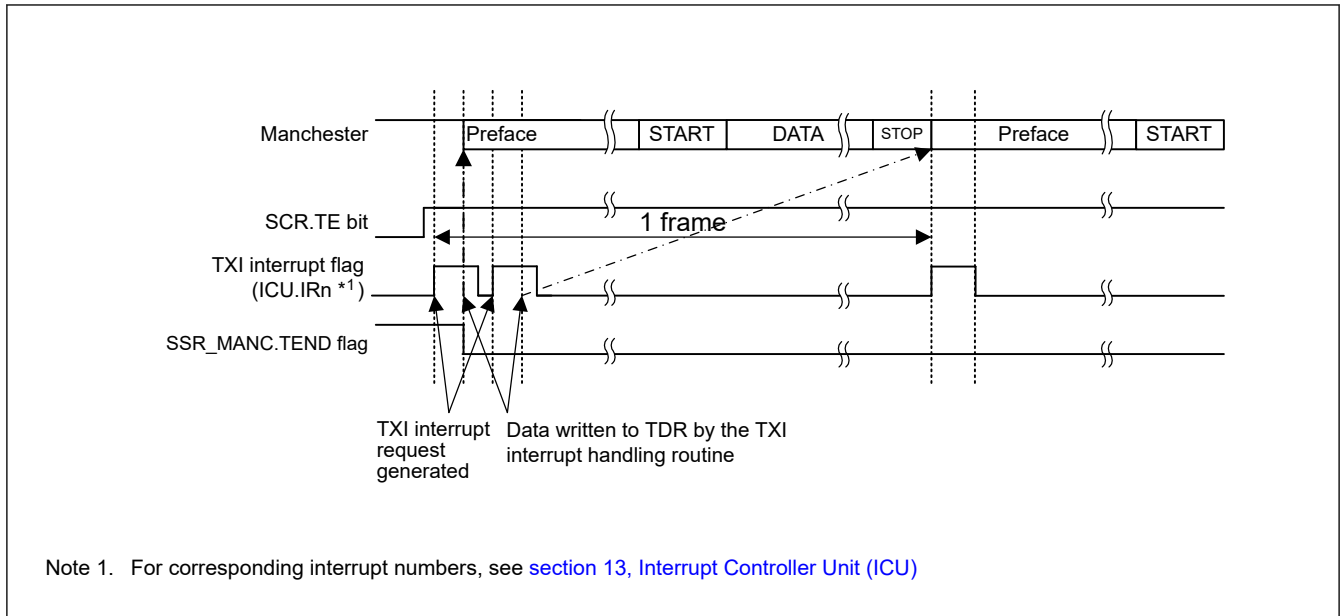 Manchester
Preface
START
DATA
STOP
Preface
START
SCR.TE bit
1 frame
TXI interrupt flag
(ICU.IRn *1)
SSR_MANC.TEND flag
TXI interrupt
request
generated
Data written to TDR by the TXI
interrupt handling routine
Note 1. For corresponding interrupt numbers, see section 13, Interrupt Controller Unit (ICU)